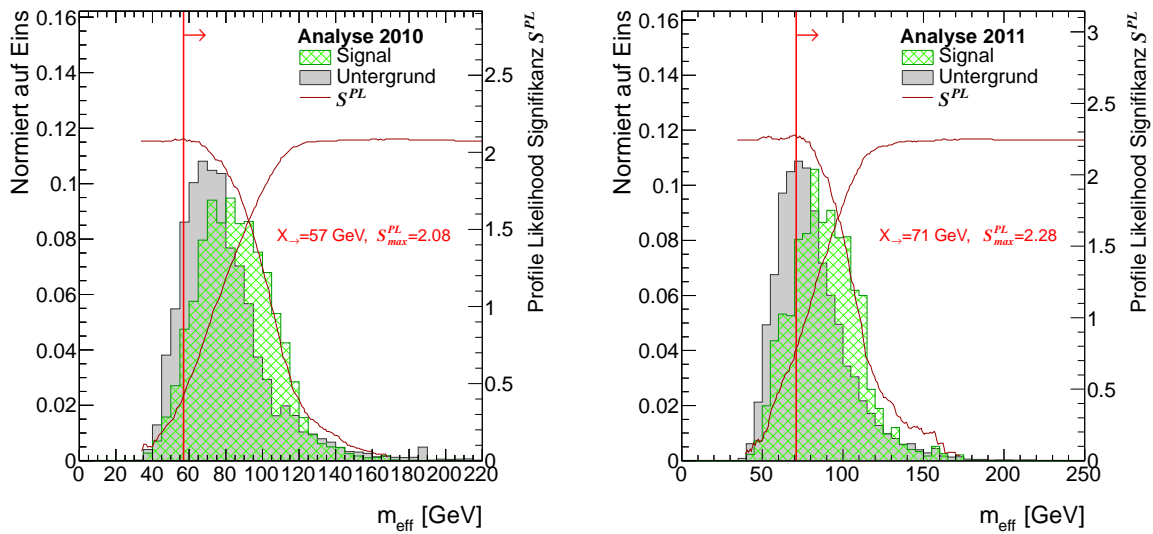 Normiert auf Eins
0.16
0.14
0.12
0.1
0.08
0.06
0.04
0.02
0
Analyse 2010
Signal
Untergrund
S^PL
X→=57 GeV, S^PL_max=2.08
2.5
2
1.5
1
0.5
0
Profile Likelihood Signifikanz S^PL
0 20 40 60 80 100 120 140 160 180 200 220
m_eff [GeV]
Normiert auf Eins
0.16
0.14
0.12
0.1
0.08
0.06
0.04
0.02
0
Analyse 2011
Signal
Untergrund
S^PL
X→=71 GeV, S^PL_max=2.28
3
2.5
2
1.5
1
0.5
0
Profile Likelihood Signifikanz S^PL
0 50 100 150 200 250
m_eff [GeV]